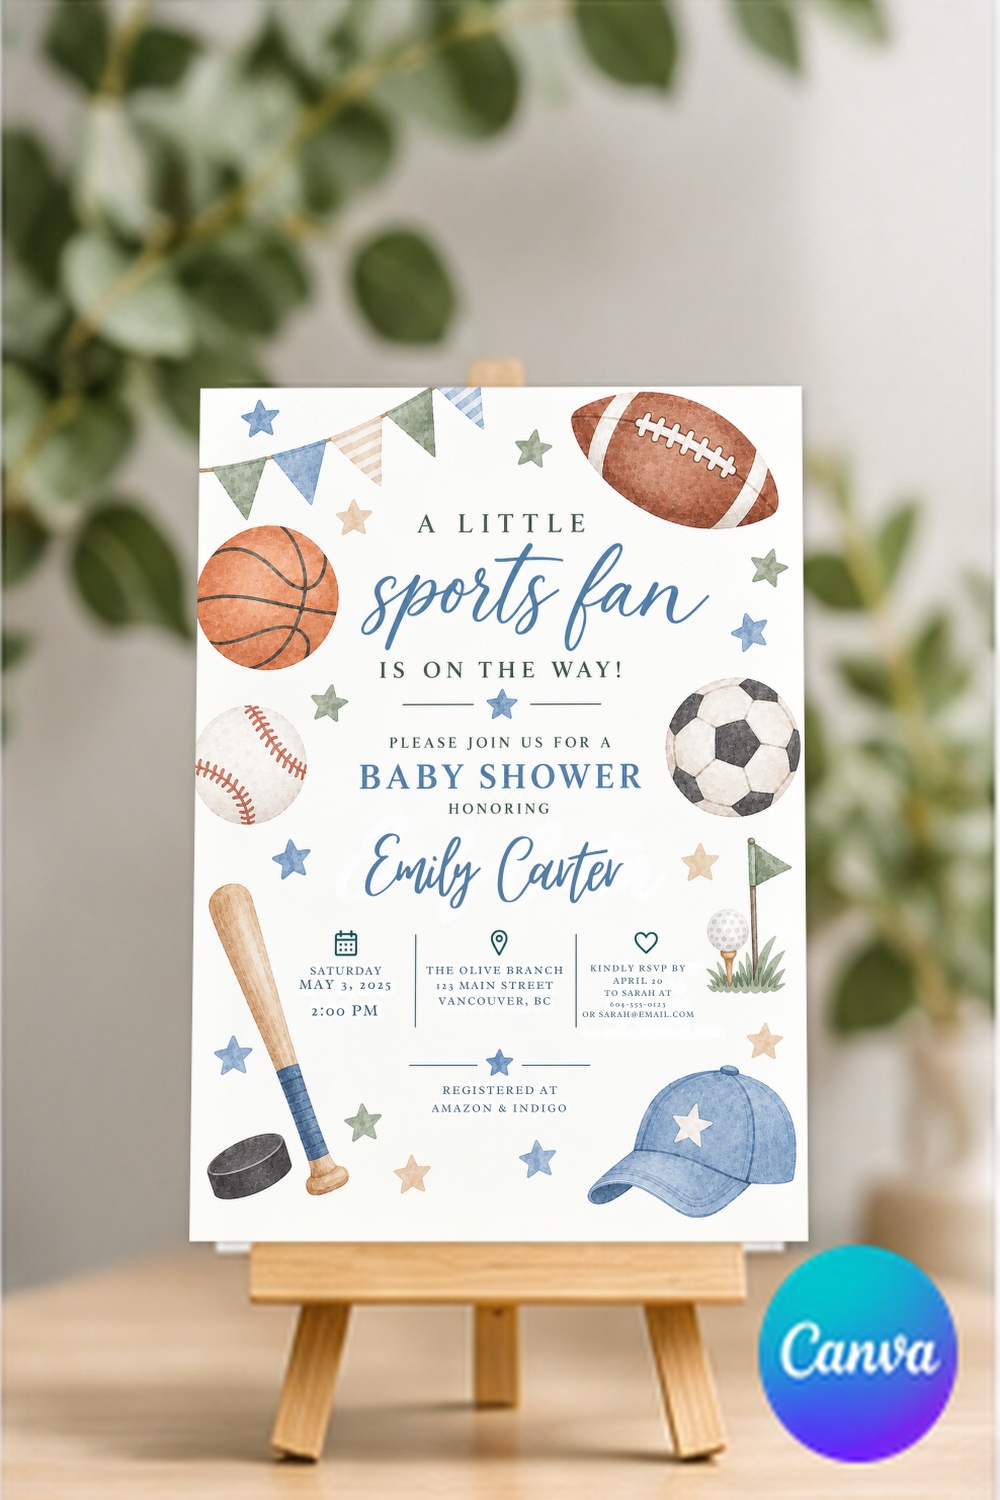 A LITTLE
sports fan
IS ON THE WAY!
PLEASE JOIN US FOR A
BABY SHOWER
HONORING
Emily Carter
SATURDAY
MAY 3, 2025
2:00 PM
THE OLIVE BRANCH
123 MAIN STREET
VANCOUVER, BC
KINDLY RSVP BY
APRIL 20
TO SARAH AT
604-555-0123
OR SARAH@EMAIL.COM
REGISTERED AT
AMAZON & INDIGO
Canva